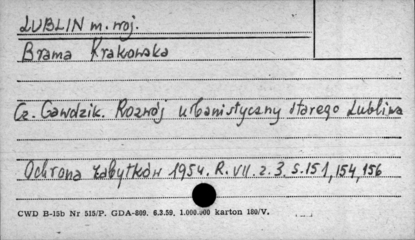 LUBLIN m. woj.
Brama Krakowska
Cz. Gawdzik. Rozwój urbanistyczny starego Lublina
Ochrona Zabytków 1954. R. VII. z. 3. s. 151, 154, 156
CWD B-15b Nr 515/P. GDA-809. 6.3.59. 1.000.000 karton 180/V.